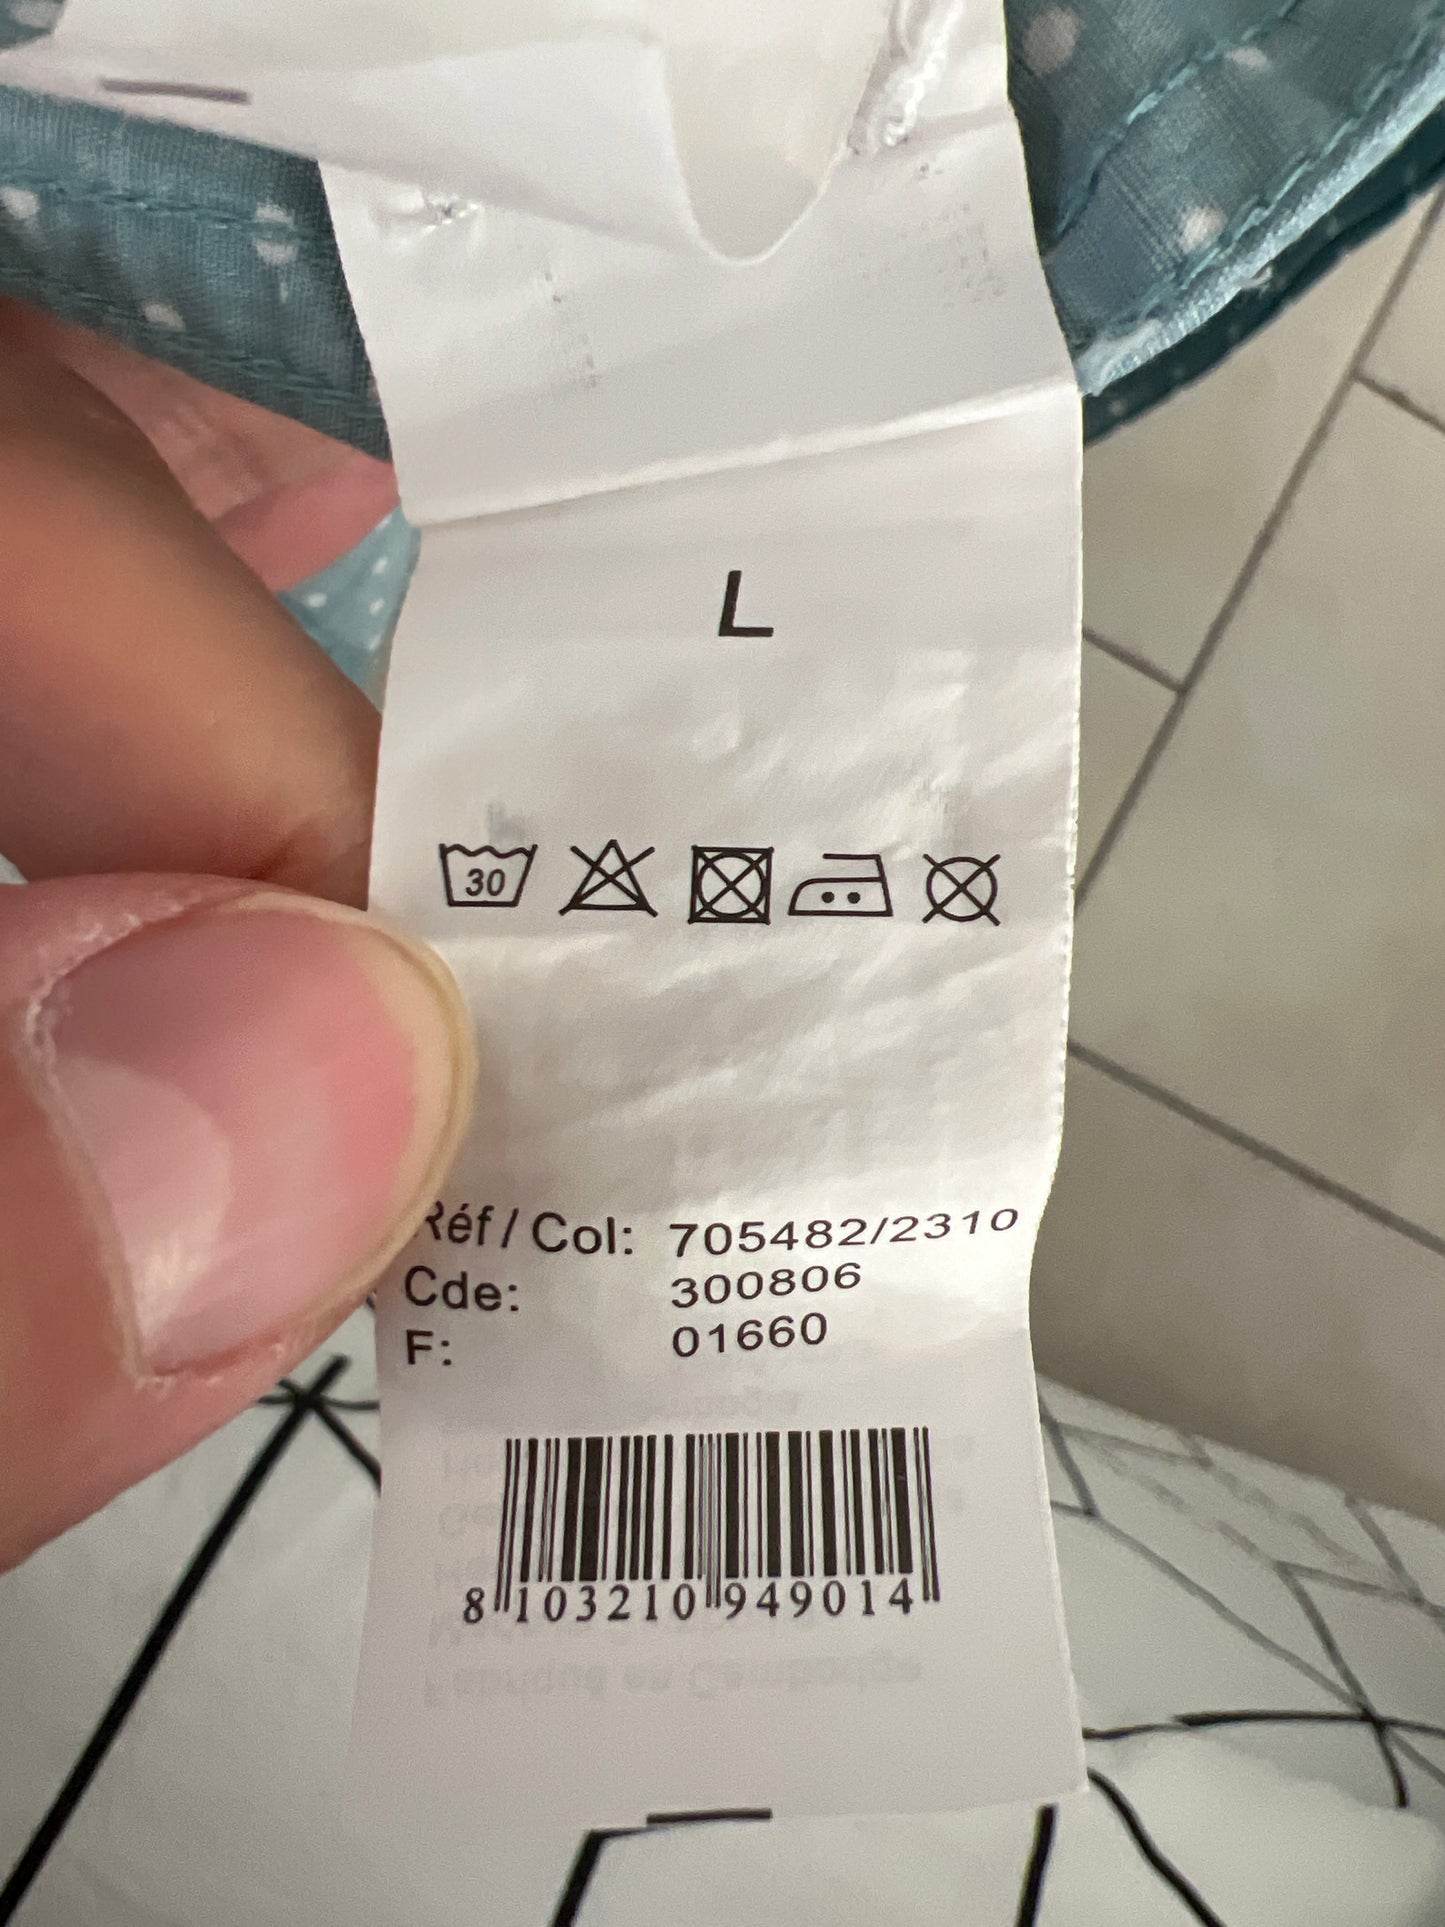 L
30
Réf / Col: 705482/2310
Cde: 300806
F: 01660
8 103210 949014